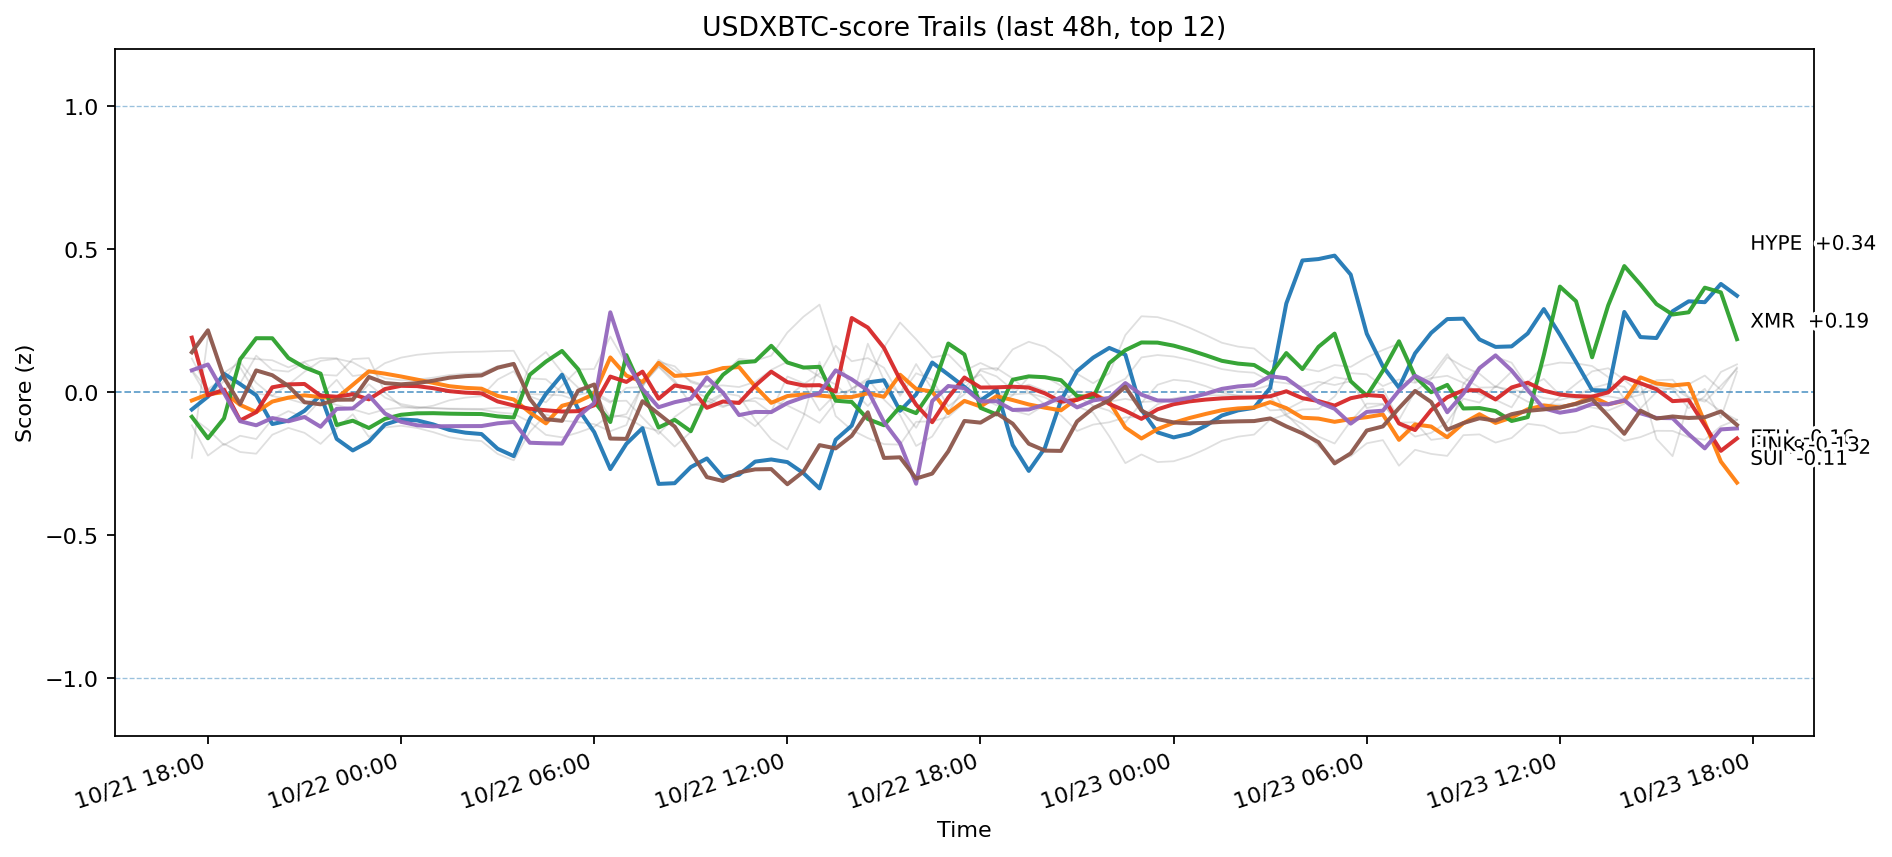 USDXBTC-score Trails (last 48h, top 12)
Score (z)
1.0
0.5
0.0
−0.5
−1.0
HYPE +0.34
XMR +0.19
SUI -0.11
10/21 18:00
10/22 00:00
10/22 06:00
10/22 12:00
10/22 18:00
10/23 00:00
10/23 06:00
10/23 12:00
10/23 18:00
Time